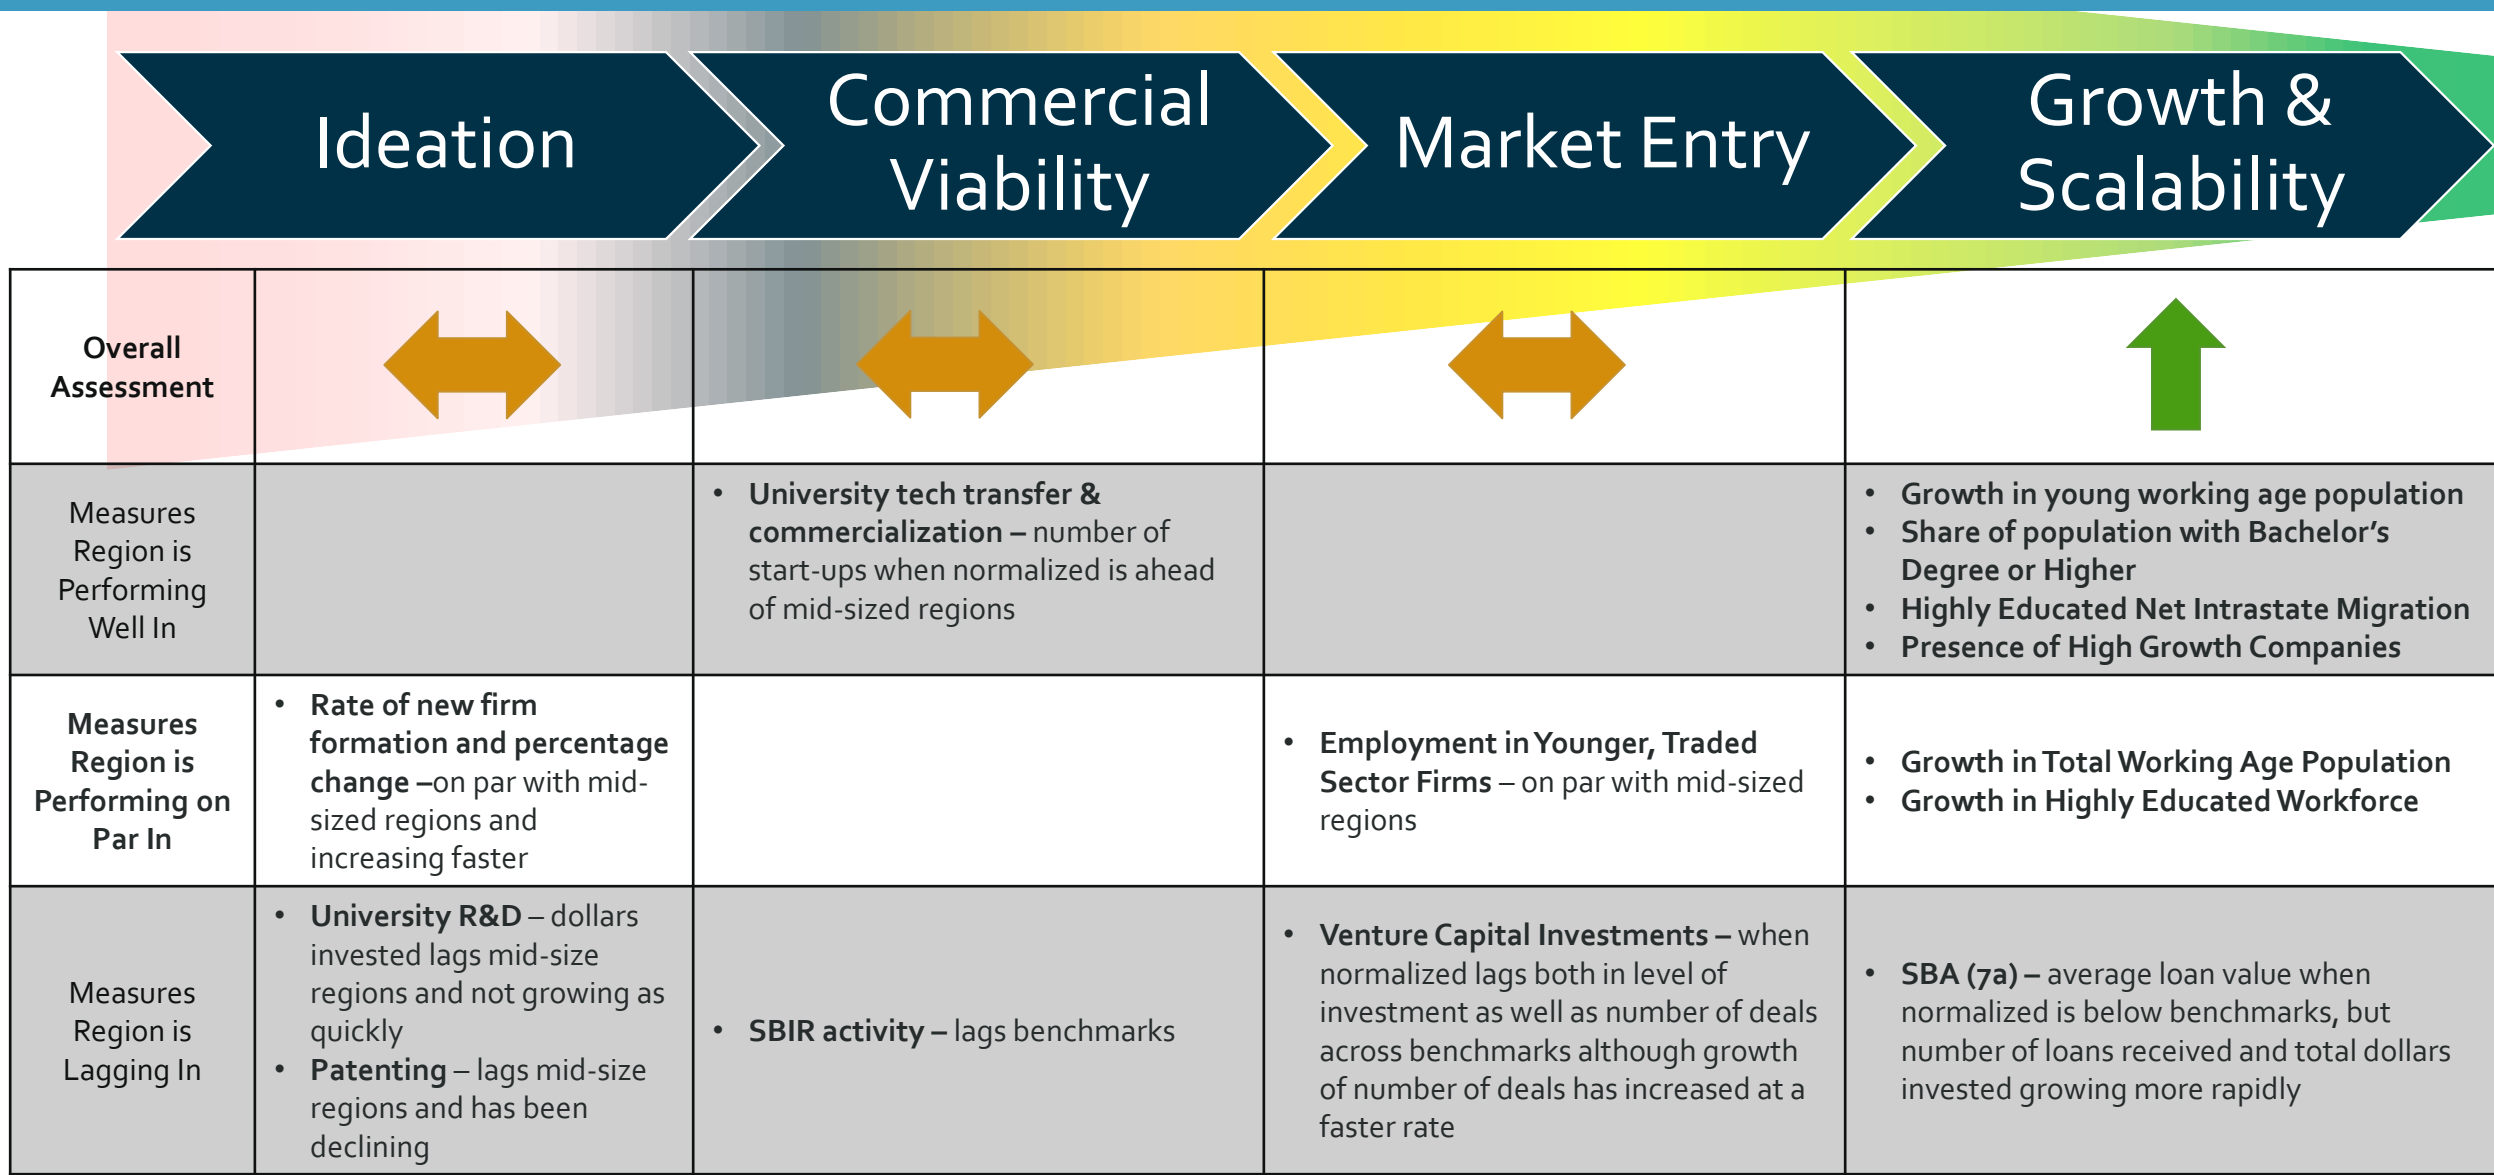 Ideation
Commercial
Viability
Market Entry
Growth &
Scalability
Overall
Assessment
Measures
Region is
Performing
Well In
• University tech transfer &
commercialization – number of
start-ups when normalized is ahead
of mid-sized regions
• Growth in young working age population
• Share of population with Bachelor's
Degree or Higher
• Highly Educated Net Intrastate Migration
• Presence of High Growth Companies
Measures
Region is
Performing on
Par In
• Rate of new firm
formation and percentage
change –on par with mid-
sized regions and
increasing faster
• Employment in Younger, Traded
Sector Firms – on par with mid-sized
regions
• Growth in Total Working Age Population
• Growth in Highly Educated Workforce
Measures
Region is
Lagging In
• University R&D – dollars
invested lags mid-size
regions and not growing as
quickly
• Patenting – lags mid-size
regions and has been
declining
• SBIR activity – lags benchmarks
• Venture Capital Investments – when
normalized lags both in level of
investment as well as number of deals
across benchmarks although growth
of number of deals has increased at a
faster rate
• SBA (7a) – average loan value when
normalized is below benchmarks, but
number of loans received and total dollars
invested growing more rapidly